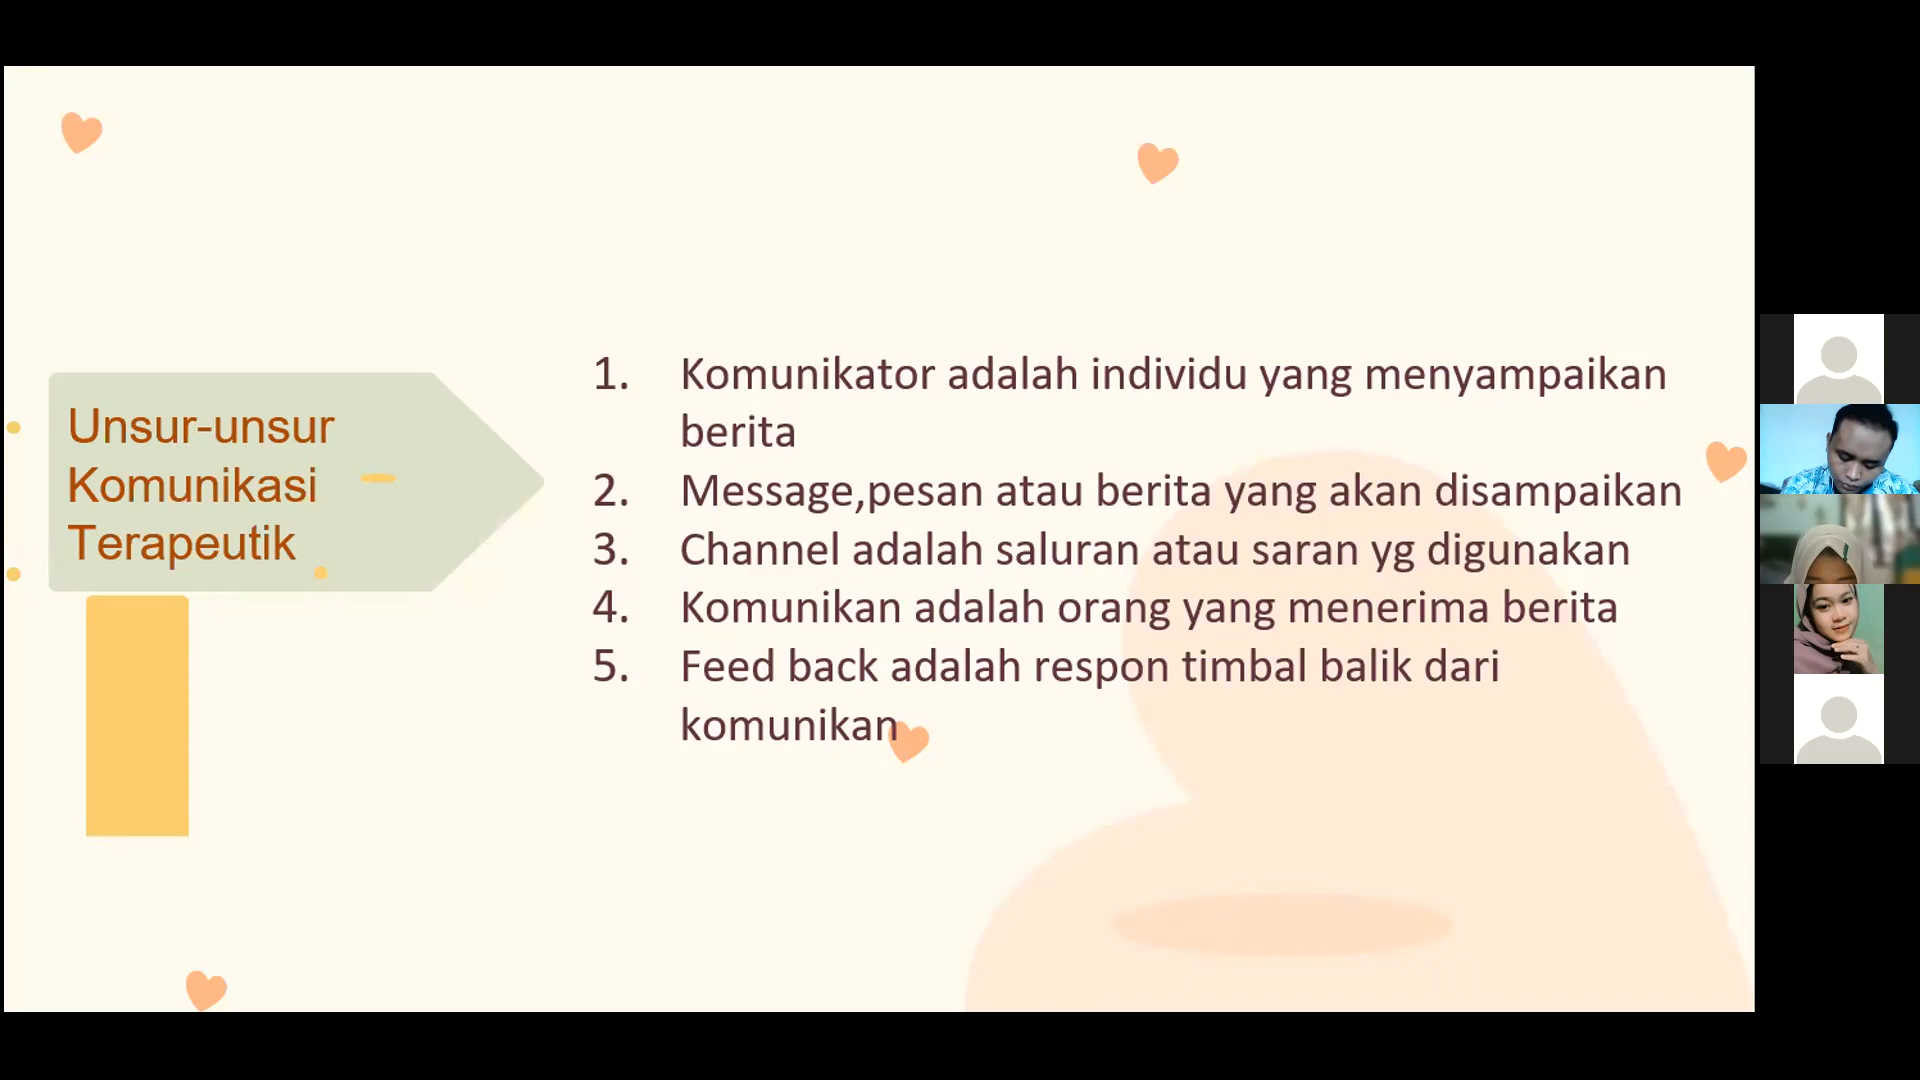 Unsur-unsur
Komunikasi
Terapeutik
1. Komunikator adalah individu yang menyampaikan
berita
2. Message,pesan atau berita yang akan disampaikan
3. Channel adalah saluran atau saran yg digunakan
4. Komunikan adalah orang yang menerima berita
5. Feed back adalah respon timbal balik dari
komunikan